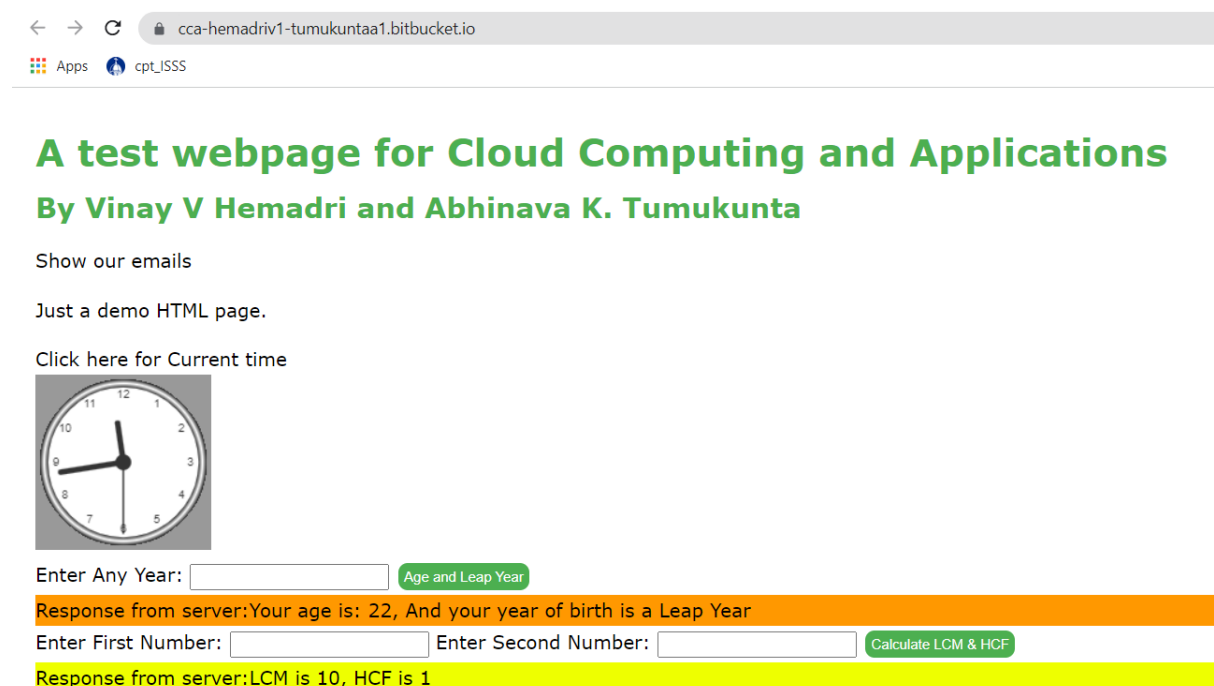 cca-hemadriv1-tumukuntaa1.bitbucket.io
Apps cpt_ISSS
A test webpage for Cloud Computing and Applications
By Vinay V Hemadri and Abhinava K. Tumukunta
Show our emails
Just a demo HTML page.
Click here for Current time
12
11 1
10 2
9 3
8 4
7 5
6
Enter Any Year: Age and Leap Year
Response from server:Your age is: 22, And your year of birth is a Leap Year
Enter First Number: Enter Second Number: Calculate LCM & HCF
Response from server:LCM is 10, HCF is 1